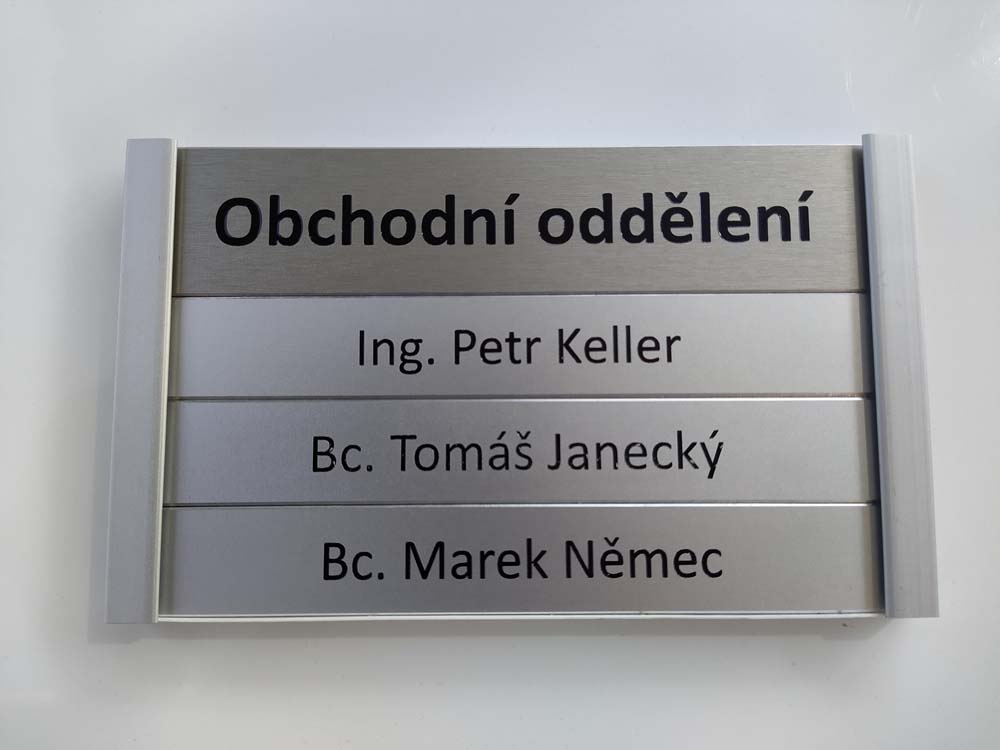 Obchodní oddělení
Ing. Petr Keller
Bc. Tomáš Janecký
Bc. Marek Němec